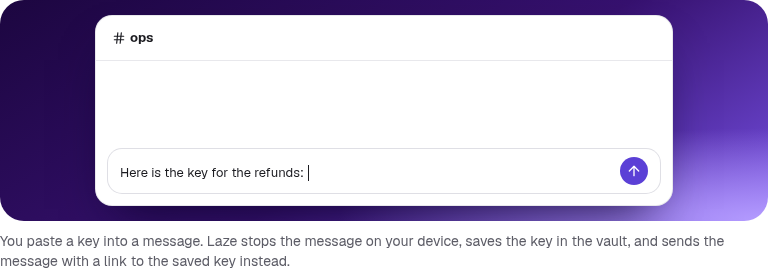 # ops
Here is the key for the refunds:
You paste a key into a message. Laze stops the message on your device, saves the key in the vault, and sends the
message with a link to the saved key instead.